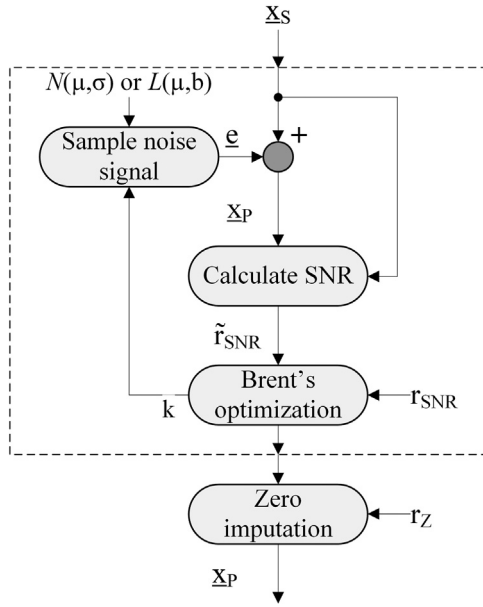 x_S
N(μ,σ) or L(μ,b)
Sample noise
signal
e
+
x_P
Calculate SNR
r̃_SNR
Brent's
optimization
k
r_SNR
Zero
imputation
r_Z
x_P